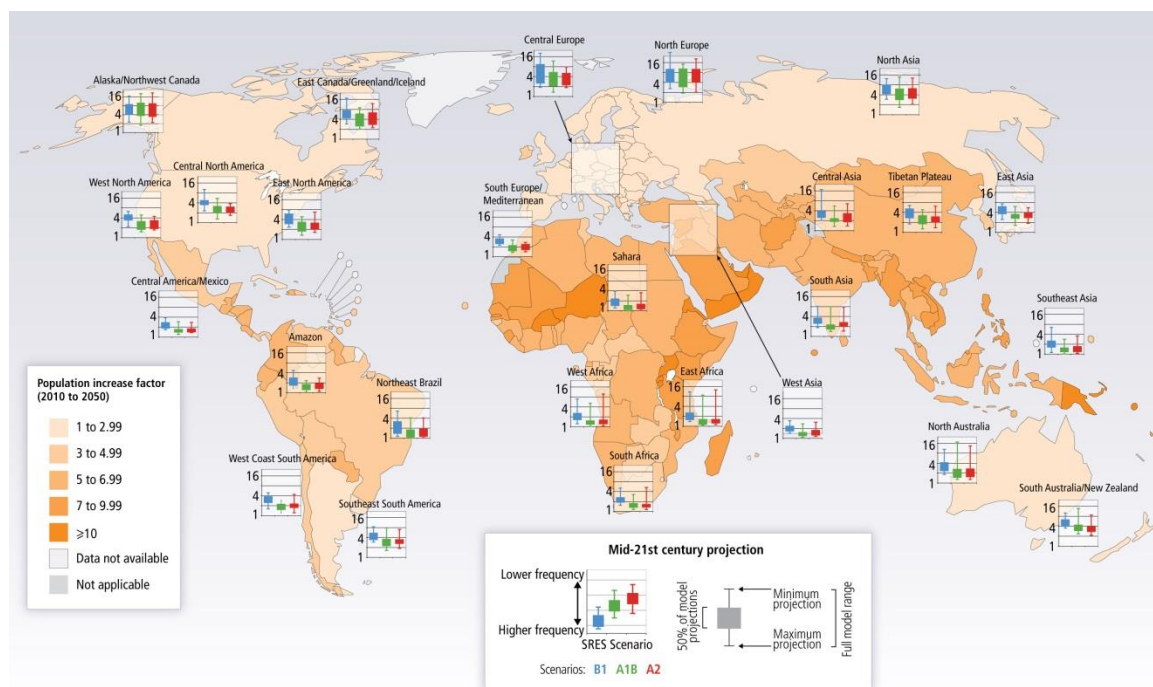 Central Europe
16
4
1
North Europe
16
4
1
Alaska/Northwest Canada
16
4
1
East Canada/Greenland/Iceland
16
4
1
North Asia
16
4
1
Central North America
16
4
1
West North America
16
4
1
East North America
16
4
1
South Europe/
Mediterranean
16
4
1
Central Asia
16
4
1
Tibetan Plateau
16
4
1
East Asia
16
4
1
Sahara
16
4
1
Central America/Mexico
16
4
1
South Asia
16
4
1
Southeast Asia
16
4
1
Amazon
16
4
1
Northeast Brazil
16
4
1
West Africa
16
4
1
East Africa
16
4
1
West Asia
16
4
1
North Australia
16
4
1
West Coast South America
16
4
1
Southeast South America
16
4
1
South Africa
16
4
1
South Australia/New Zealand
16
4
1
Population increase factor
(2010 to 2050)
1 to 2.99
3 to 4.99
5 to 6.99
7 to 9.99
⩾10
Data not available
Not applicable
Mid-21st century projection
Lower frequency
Higher frequency
SRES Scenario
50% of model
projections
Minimum
projection
Maximum
projection
Full model range
Scenarios: B1 A1B A2